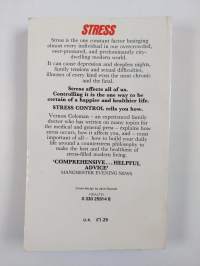 STRESS
Stress is the one constant factor besieging
almost every individual in our overcrowded,
over-pressured, and predominantly city-
dwelling modern world.
It can cause depression and sleepless nights,
family tensions and sexual difficulties,
illnesses of every kind even the most chronic
and the fatal.
Stress affects all of us.
Controlling it is the one way to be
certain of a happier and healthier life.
STRESS CONTROL tells you how.
Vernon Coleman – an experienced family
doctor who has written on many topics for
the medical and general press – explains how
stress occurs, how it affects you, and – most
important of all – how to build your daily
life around a countering-stress philosophy to
make the best and the healthiest of
stress-filled modern living.
'COMPREHENSIVE... HELPFUL
ADVICE'
MANCHESTER EVENING NEWS
U.K. £1.25